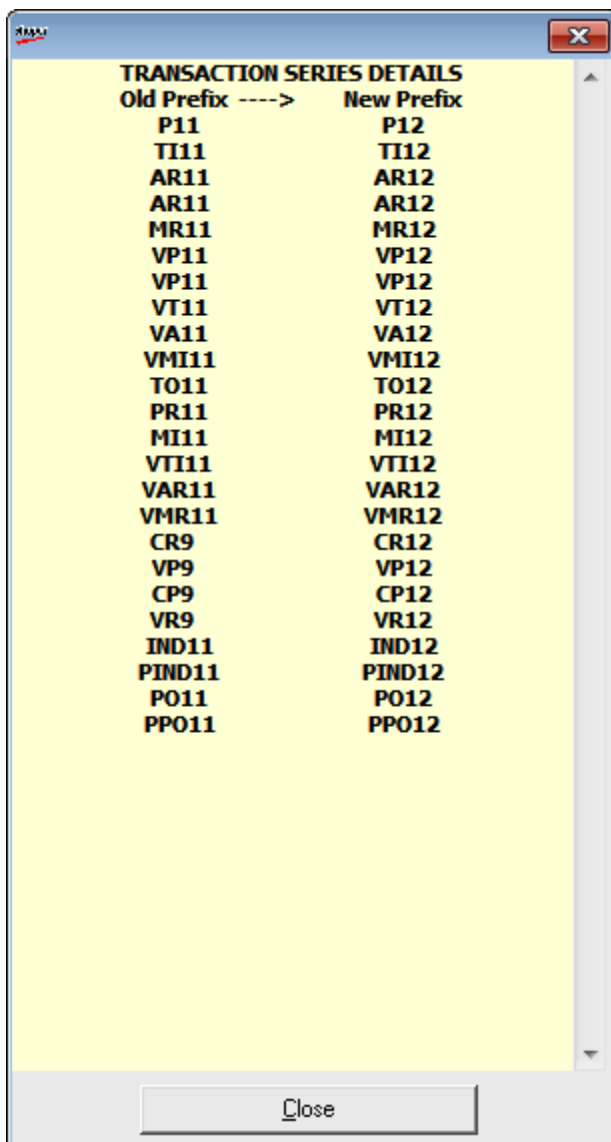 shoper
TRANSACTION SERIES DETAILS
Old Prefix ----> New Prefix
P11 P12
TI11 TI12
AR11 AR12
AR11 AR12
MR11 MR12
VP11 VP12
VP11 VP12
VT11 VT12
VA11 VA12
VMI11 VMI12
TO11 TO12
PR11 PR12
MI11 MI12
VTI11 VTI12
VAR11 VAR12
VMR11 VMR12
CR9 CR12
VP9 VP12
CP9 CP12
VR9 VR12
IND11 IND12
PIND11 PIND12
PO11 PO12
PPO11 PPO12
Close